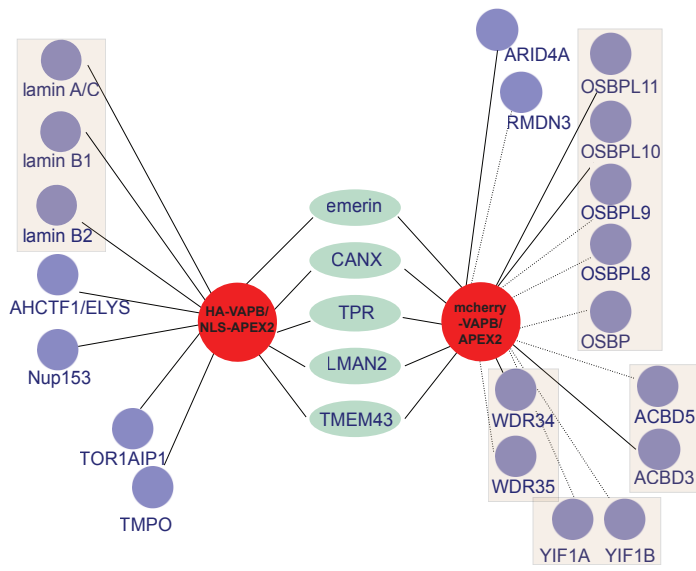 ARID4A
lamin A/C
OSBPL11
RMDN3
lamin B1
OSBPL10
emerin
OSBPL9
lamin B2
CANX
OSBPL8
AHCTF1/ELYS
HA-VAPB/
NLS-APEX2
TPR
mcherry
-VAPB/
APEX2
OSBP
Nup153
LMAN2
TMEM43
WDR34
ACBD5
TOR1AIP1
WDR35
ACBD3
TMPO
YIF1A
YIF1B